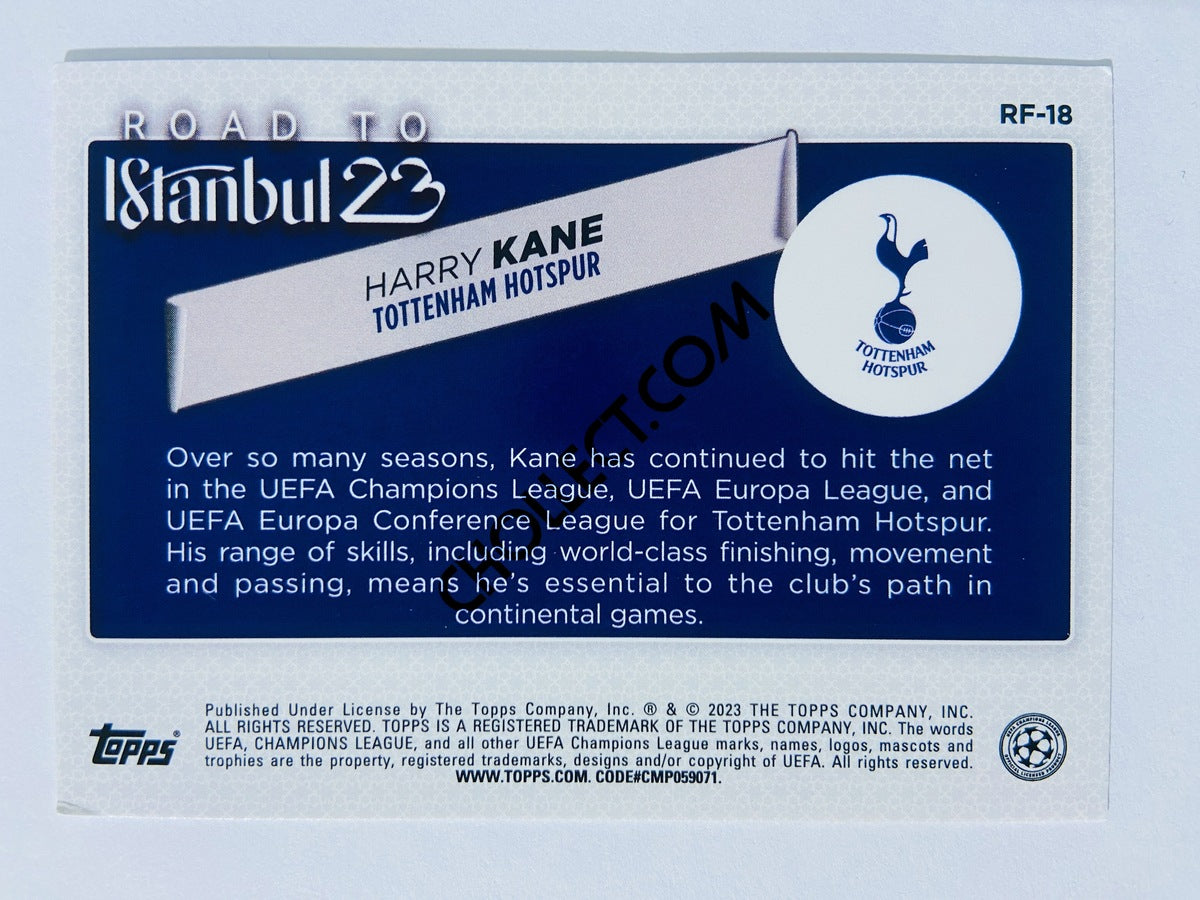 ROAD TO
Istanbul 23
RF-18
HARRY KANE
TOTTENHAM HOTSPUR
TOTTENHAM
HOTSPUR
Over so many seasons, Kane has continued to hit the net
in the UEFA Champions League, UEFA Europa League, and
UEFA Europa Conference League for Tottenham Hotspur.
His range of skills, including world-class finishing, movement
and passing, means he's essential to the club's path in
continental games.
CHOLLECT.COM
topps®
Published Under License by The Topps Company, Inc. ® & © 2023 THE TOPPS COMPANY, INC.
ALL RIGHTS RESERVED. TOPPS IS A REGISTERED TRADEMARK OF THE TOPPS COMPANY, INC. The words
UEFA, CHAMPIONS LEAGUE, and all other UEFA Champions League marks, names, logos, mascots and
trophies are the property, registered trademarks, designs and/or copyright of UEFA. All rights reserved.
WWW.TOPPS.COM. CODE#CMP059071.